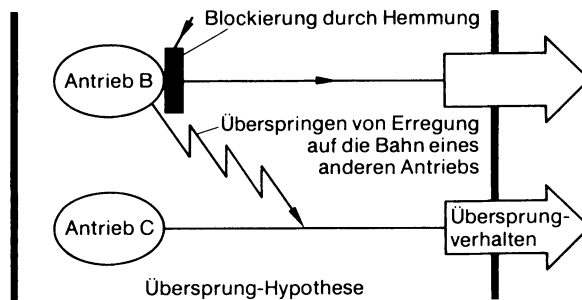 Blockierung durch Hemmung
Antrieb B
Überspringen von Erregung
auf die Bahn eines
anderen Antriebs
Antrieb C
Übersprung-
verhalten
Übersprung-Hypothese